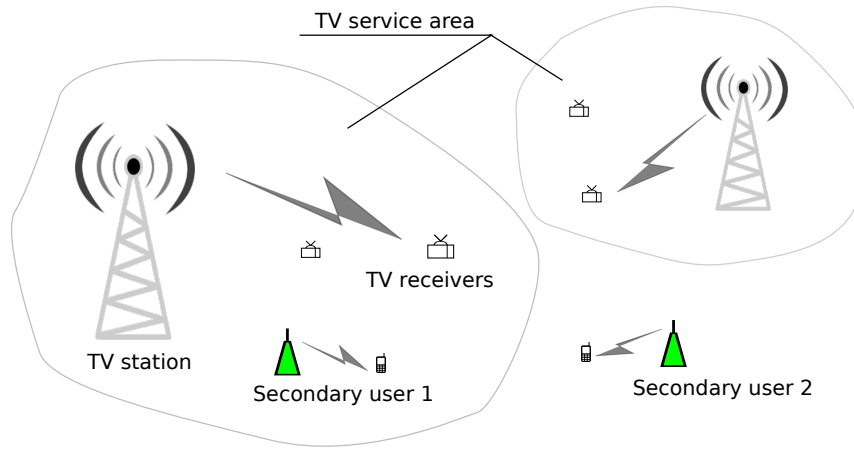 TV service area
TV receivers
TV station
Secondary user 1
Secondary user 2